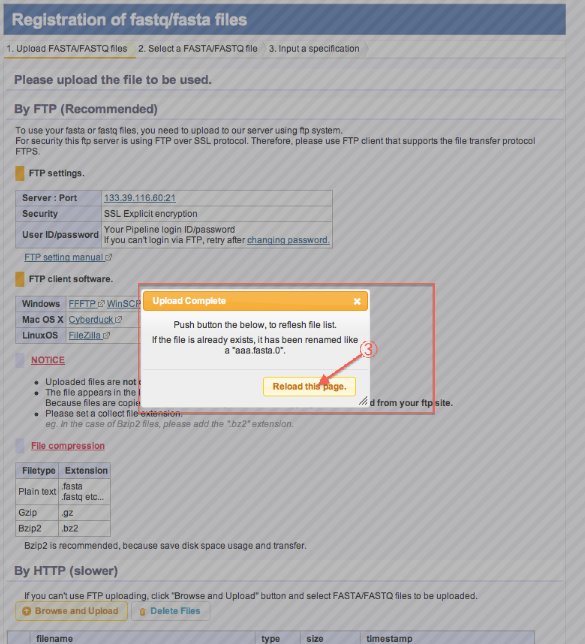 Registration of fastq/fasta files
1. Upload FASTA/FASTQ files 2. Select a FASTA/FASTQ file 3. Input a specification
Please upload the file to be used.
By FTP (Recommended)
To use your fasta or fastq files, you need to upload to our server using ftp system.
For security this ftp server is using FTP over SSL protocol. Therefore, please use FTP client that supports the file transfer protocol
FTPS.
FTP settings.
Server : Port 133.39.116.60:21
Security SSL Explicit encryption
User ID/password Your Pipeline login ID/password
If you can't login via FTP, retry after changing password.
FTP setting manual
FTP client software.
Windows FFFTP WinSCP
Mac OS X Cyberduck
LinuxOS FileZilla
Upload Complete
Push button the below, to reflesh file list.
If the file is already exists, it has been renamed like
a "aaa.fasta.0".
③
Reload this page.
NOTICE
Uploaded files are not
The file appears in the
Because files are copie d from your ftp site.
Please set a collect file extension.
eg. In the case of Bzip2 files, please add the ".bz2" extension.
File compression
Filetype Extension
Plain text .fasta
.fastq etc...
Gzip .gz
Bzip2 .bz2
Bzip2 is recommended, because save disk space usage and transfer.
By HTTP (slower)
If you can't use FTP uploading, click "Browse and Upload" button and select FASTA/FASTQ files to be uploaded.
Browse and Upload Delete Files
filename type size timestamp